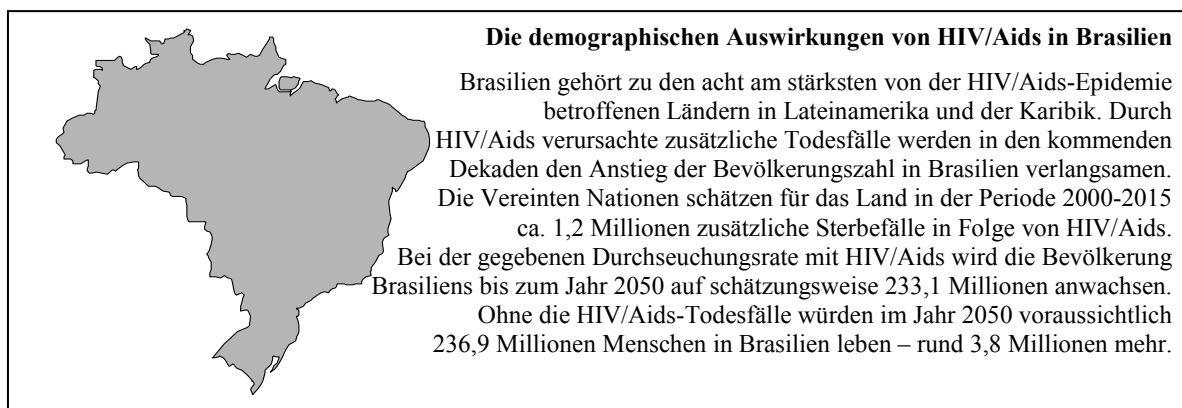 Die demographischen Auswirkungen von HIV/Aids in Brasilien
Brasilien gehört zu den acht am stärksten von der HIV/Aids-Epidemie
betroffenen Ländern in Lateinamerika und der Karibik. Durch
HIV/Aids verursachte zusätzliche Todesfälle werden in den kommenden
Dekaden den Anstieg der Bevölkerungszahl in Brasilien verlangsamen.
Die Vereinten Nationen schätzen für das Land in der Periode 2000-2015
ca. 1,2 Millionen zusätzliche Sterbefälle in Folge von HIV/Aids.
Bei der gegebenen Durchseuchungsrate mit HIV/Aids wird die Bevölkerung
Brasiliens bis zum Jahr 2050 auf schätzungsweise 233,1 Millionen anwachsen.
Ohne die HIV/Aids-Todesfälle würden im Jahr 2050 voraussichtlich
236,9 Millionen Menschen in Brasilien leben – rund 3,8 Millionen mehr.